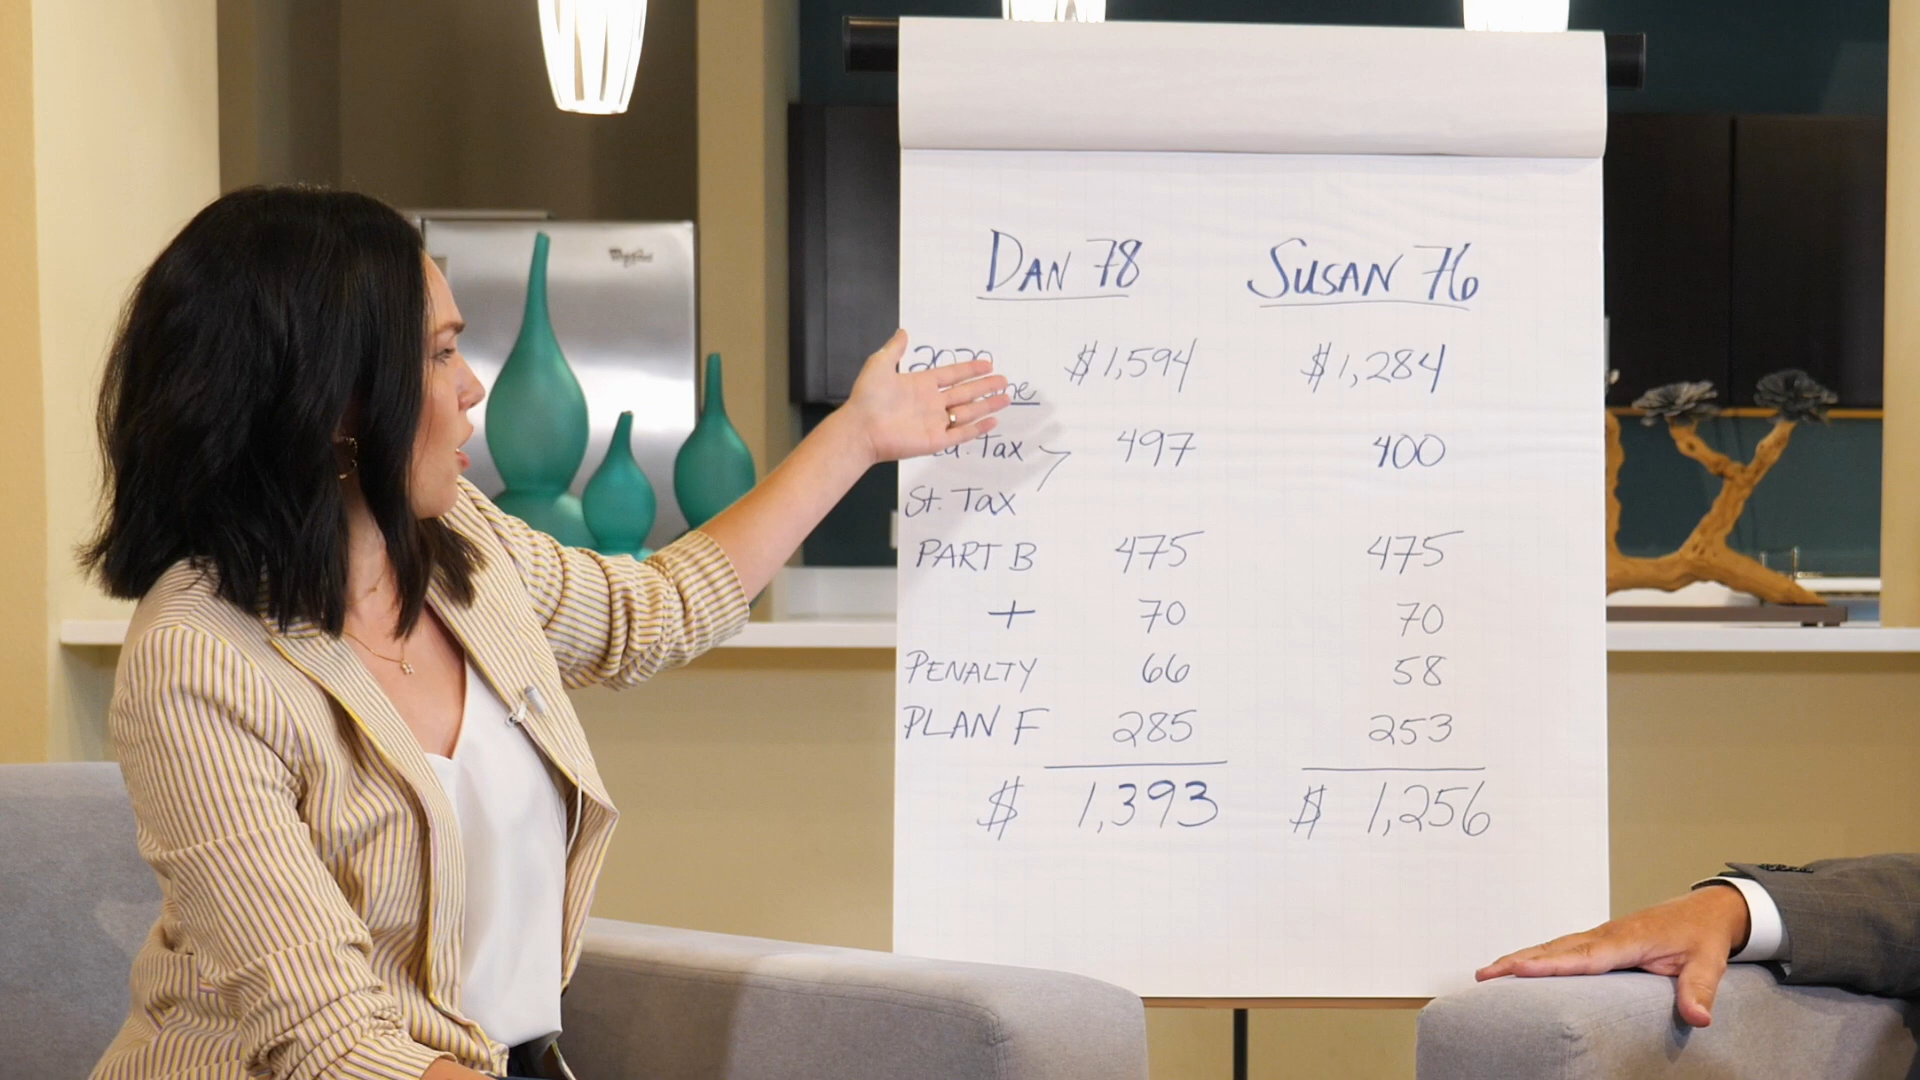 DAN 78 SUSAN 76
2020 $1,594 $1,284
Tax 497 400
St. Tax
PART B 475 475
+ 70 70
PENALTY 66 58
PLAN F 285 253
$ 1,393 $ 1,256